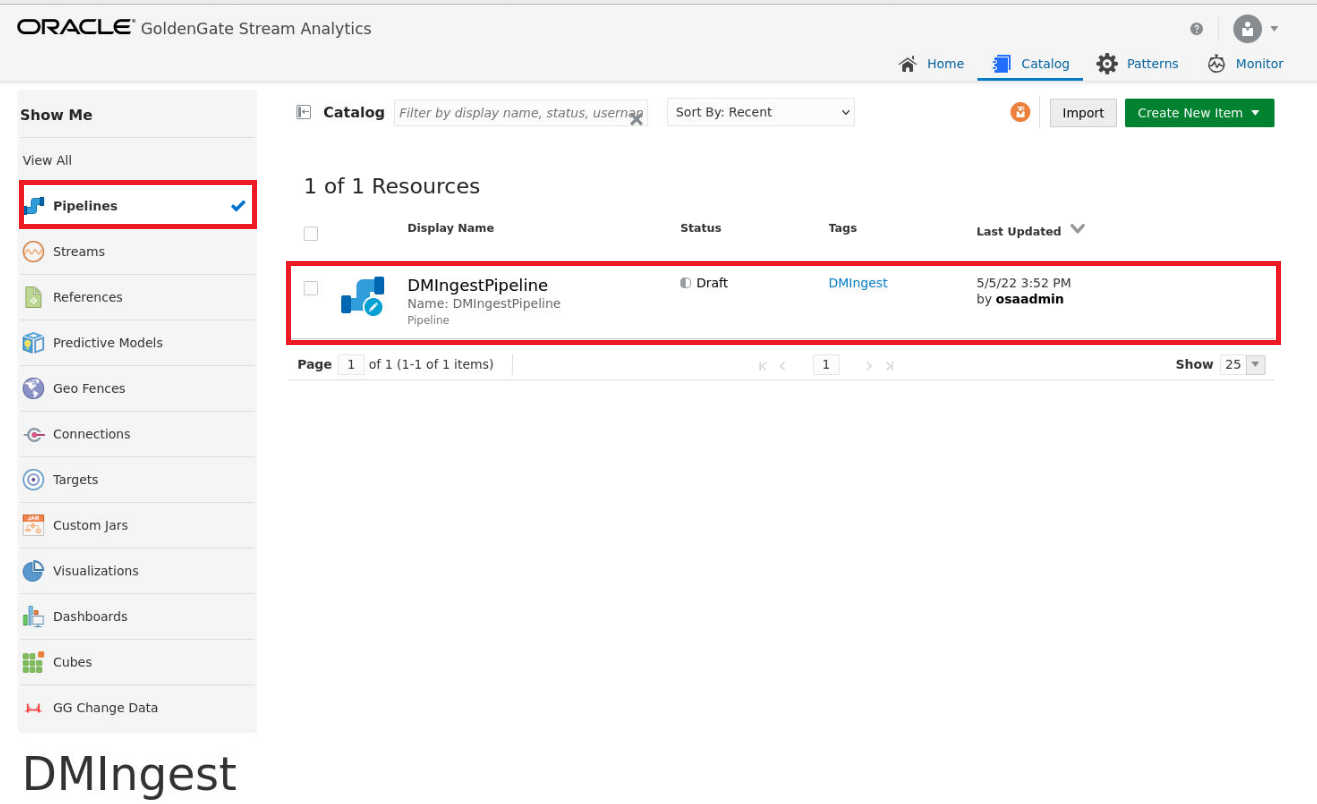 ORACLE® GoldenGate Stream Analytics
Home Catalog Patterns Monitor
Show Me
View All
Pipelines
Streams
References
Predictive Models
Geo Fences
Connections
Targets
JAR
Custom Jars
Visualizations
Dashboards
Cubes
GG Change Data
DMIngest
Catalog Filter by display name, status, usernam Sort By: Recent Import Create New Item
1 of 1 Resources
Display Name Status Tags Last Updated
DMIngestPipeline Draft DMIngest 5/5/22 3:52 PM
Name: DMIngestPipeline by osaadmin
Pipeline
Page 1 of 1 (1-1 of 1 items) 1 Show 25